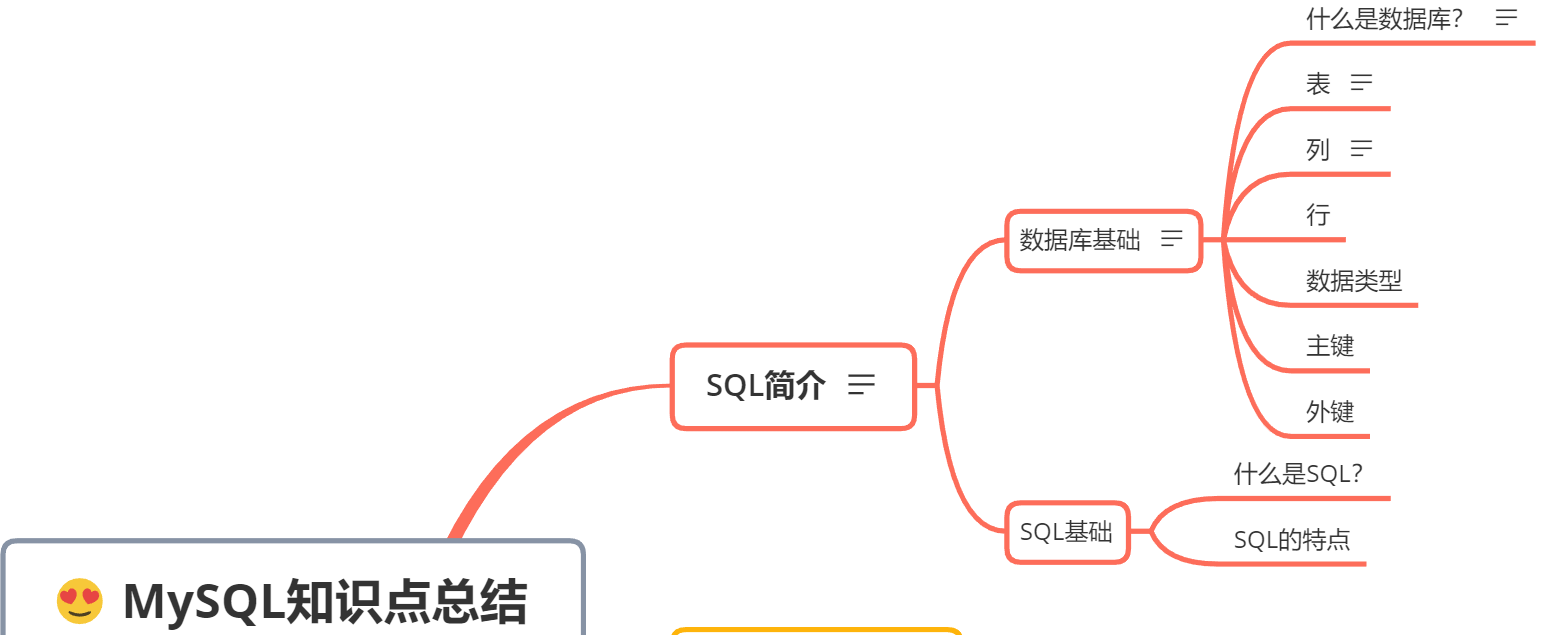 什么是数据库？
表
列
行
数据库基础
数据类型
主键
SQL简介
外键
什么是SQL？
SQL基础
SQL的特点
MySQL知识点总结